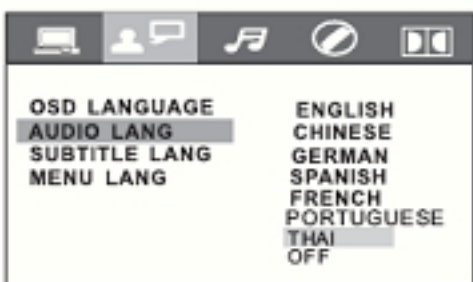 OSD LANGUAGE
AUDIO LANG
SUBTITLE LANG
MENU LANG
ENGLISH
CHINESE
GERMAN
SPANISH
FRENCH
PORTUGUESE
THAI
OFF